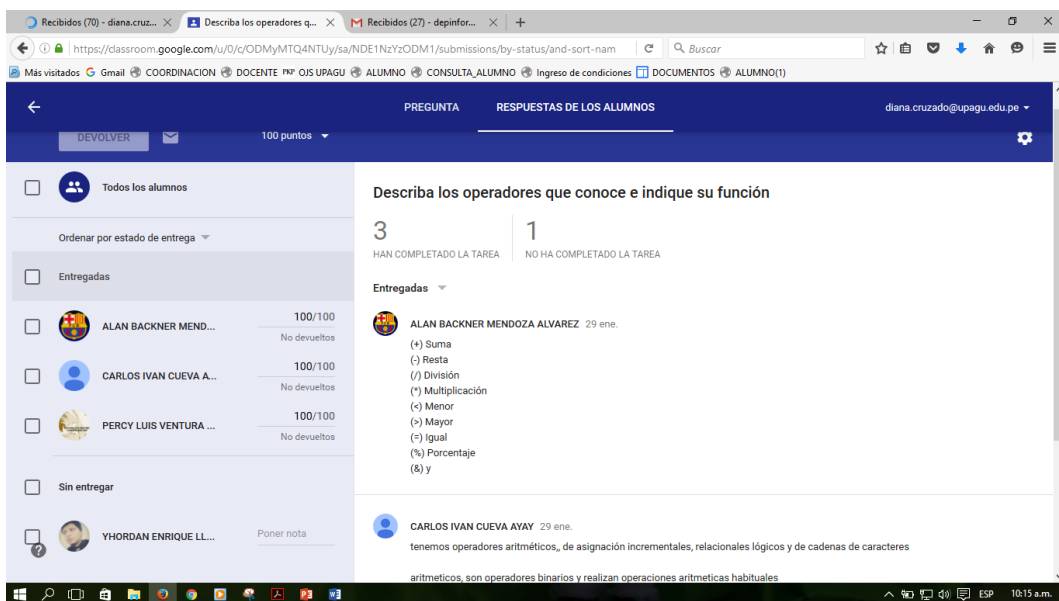 Recibidos (70) - diana.cruz...
Describa los operadores q...
Recibidos (27) - depinfor...
https://classroom.google.com/u/0/c/ODMyMTQ4NTUy/sa/NDE1NzYzODM1/submissions/by-status/and-sort-nam
Buscar
Más visitados Gmail COORDINACION DOCENTE PKP OJS UPAGU ALUMNO CONSULTA_ALUMNO Ingreso de condiciones DOCUMENTOS ALUMNO(1)
PREGUNTA RESPUESTAS DE LOS ALUMNOS diana.cruzado@upagu.edu.pe
DEVOLVER 100 puntos
Todos los alumnos
Ordenar por estado de entrega
Entregadas
ALAN BACKNER MEND... 100/100
No devueltos
CARLOS IVAN CUEVA A... 100/100
No devueltos
PERCY LUIS VENTURA ... 100/100
No devueltos
Sin entregar
YHORDAN ENRIQUE LL... Poner nota
?
Describa los operadores que conoce e indique su función
3 1
HAN COMPLETADO LA TAREA NO HA COMPLETADO LA TAREA
Entregadas
ALAN BACKNER MENDOZA ALVAREZ 29 ene.
(+) Suma
(-) Resta
(/) División
(*) Multiplicación
(<) Menor
(>) Mayor
(=) Igual
(%) Porcentaje
(&) y
CARLOS IVAN CUEVA AYAY 29 ene.
tenemos operadores aritméticos,, de asignación incrementales, relacionales lógicos y de cadenas de caracteres
aritmeticos, son operadores binarios y realizan operaciones aritmeticas habituales
ESP 10:15 a.m.